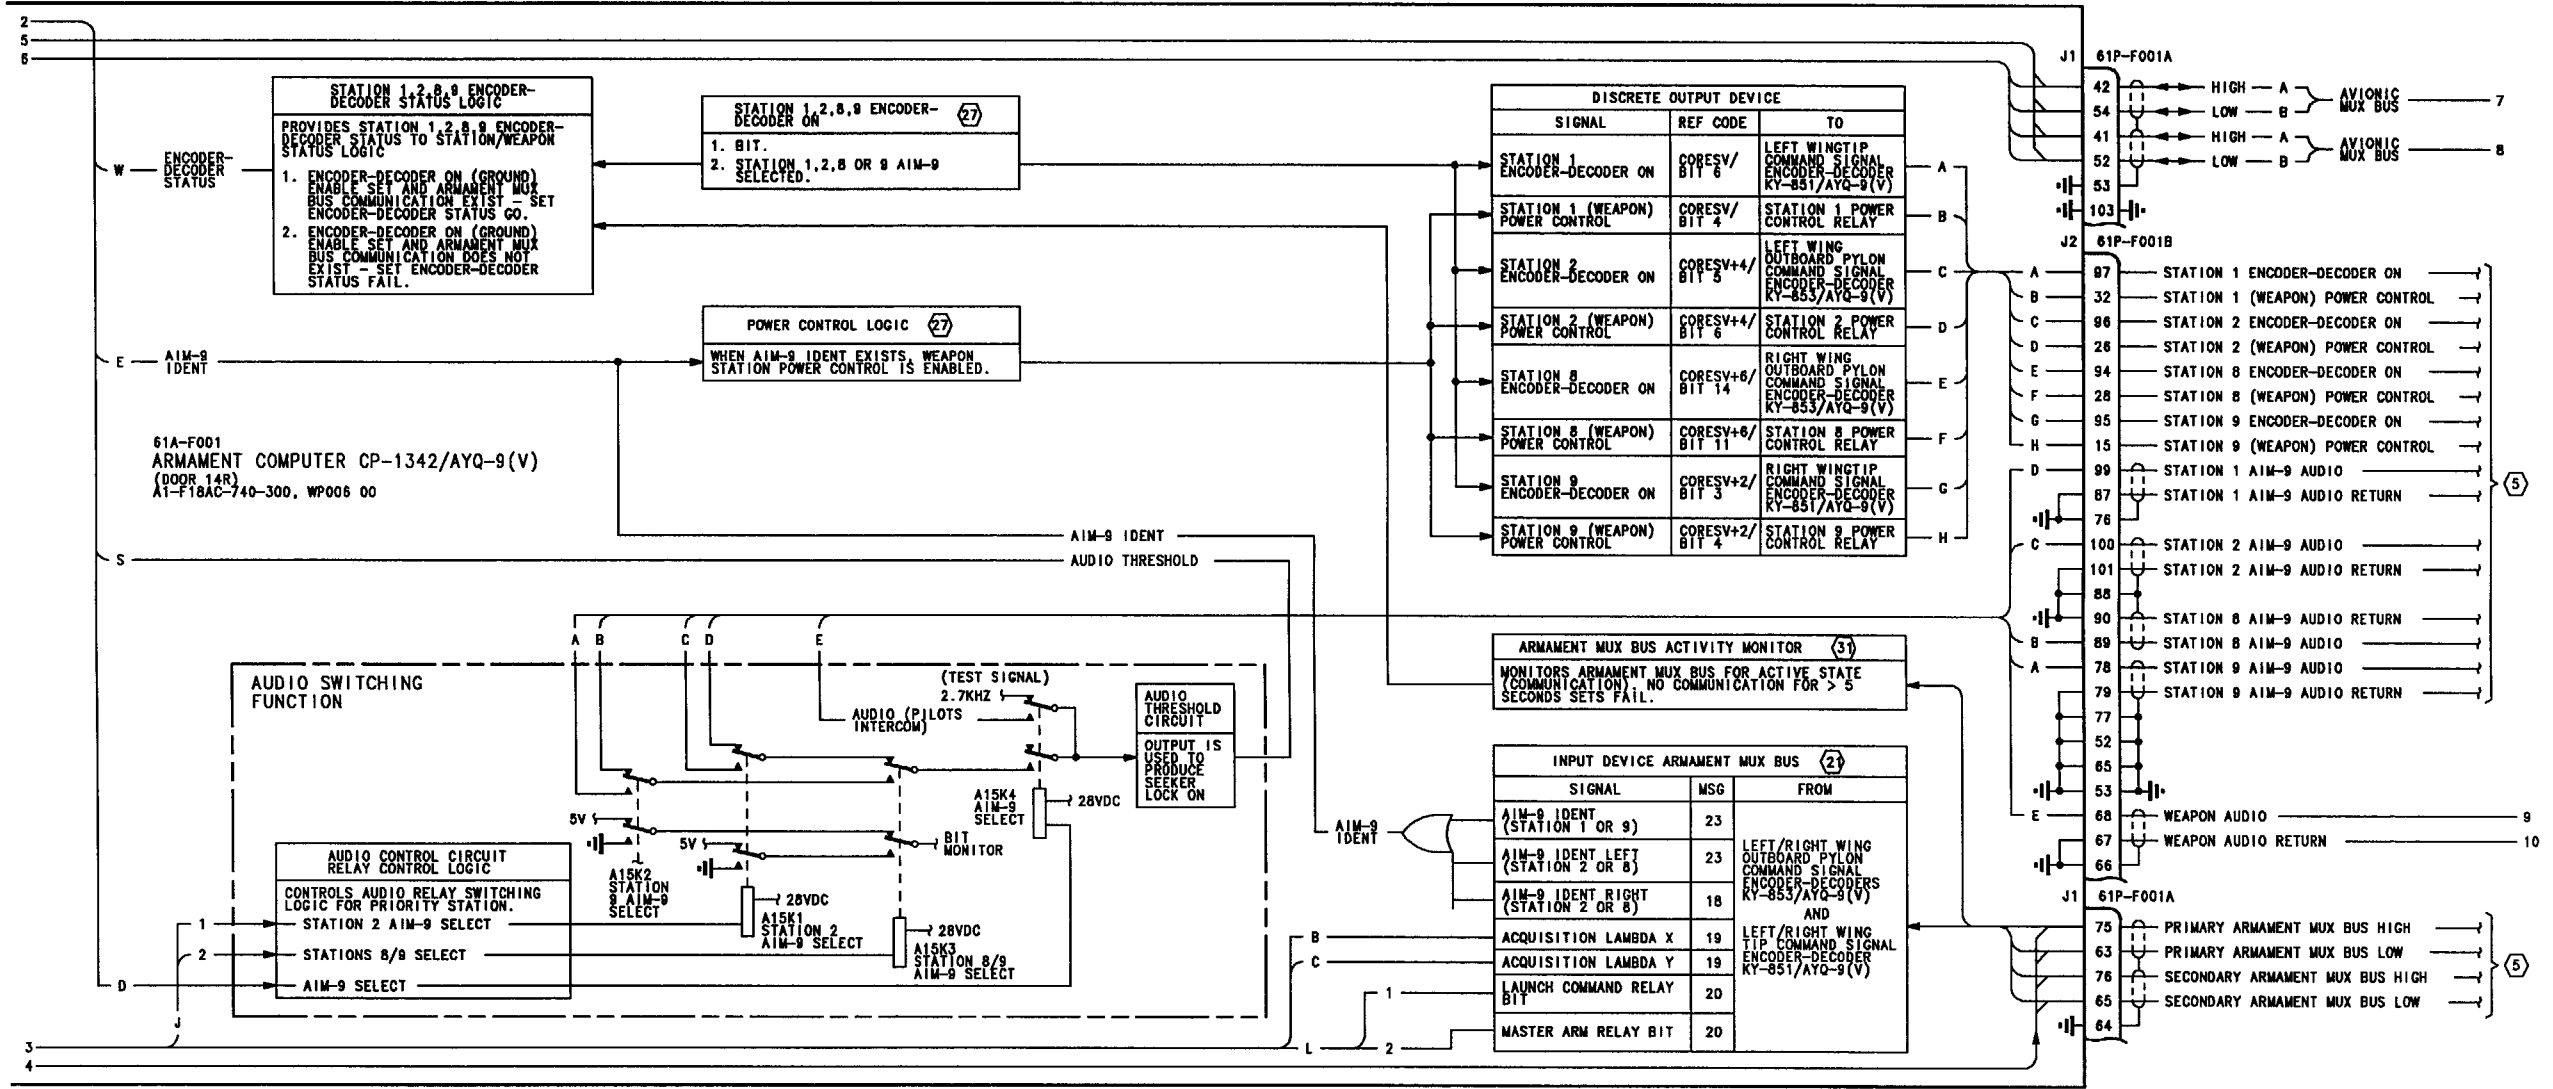 2
5
6
STATION 1,2,8,9 ENCODER-
DECODER STATUS LOGIC
PROVIDES STATION 1,2,8,9 ENCODER-
DECODER STATUS TO STATION/WEAPON
STATUS LOGIC
1. ENCODER-DECODER ON (GROUND)
ENABLE SET AND ARMAMENT MUX
BUS COMMUNICATION EXIST – SET
ENCODER-DECODER STATUS GO.
2. ENCODER-DECODER ON (GROUND)
ENABLE SET AND ARMAMENT MUX
BUS COMMUNICATION DOES NOT
EXIST – SET ENCODER-DECODER
STATUS FAIL.
W
ENCODER-
DECODER
STATUS
STATION 1,2,8,9 ENCODER-
DECODER ON
27
1. BIT.
2. STATION 1,2,8 OR 9 AIM-9
SELECTED.
POWER CONTROL LOGIC 27
WHEN AIM-9 IDENT EXISTS, WEAPON
STATION POWER CONTROL IS ENABLED.
E
AIM-9
IDENT
61A-F001
ARMAMENT COMPUTER CP-1342/AYQ-9(V)
(DOOR 14R)
A1-F18AC-740-300, WP006 00
AIM-9 IDENT
S
AUDIO THRESHOLD
DISCRETE OUTPUT DEVICE
SIGNAL REF CODE TO
STATION 1
ENCODER-DECODER ON
CORESV/
BIT 6
LEFT WINGTIP
COMMAND SIGNAL
ENCODER-DECODER
KY-851/AYQ-9(V)
A
STATION 1 (WEAPON)
POWER CONTROL
CORESV/
BIT 4
STATION 1 POWER
CONTROL RELAY
B
STATION 2
ENCODER-DECODER ON
CORESV+4/
BIT 5
LEFT WING
OUTBOARD PYLON
COMMAND SIGNAL
ENCODER-DECODER
KY-853/AYQ-9(V)
C
STATION 2 (WEAPON)
POWER CONTROL
CORESV+4/
BIT 6
STATION 2 POWER
CONTROL RELAY
D
STATION 8
ENCODER-DECODER ON
CORESV+6/
BIT 14
RIGHT WING
OUTBOARD PYLON
COMMAND SIGNAL
ENCODER-DECODER
KY-853/AYQ-9(V)
E
STATION 8 (WEAPON)
POWER CONTROL
CORESV+6/
BIT 11
STATION 8 POWER
CONTROL RELAY
F
STATION 9
ENCODER-DECODER ON
CORESV+2/
BIT 3
RIGHT WINGTIP
COMMAND SIGNAL
ENCODER-DECODER
KY-851/AYQ-9(V)
G
STATION 9 (WEAPON)
POWER CONTROL
CORESV+2/
BIT 4
STATION 9 POWER
CONTROL RELAY
H
A B C D E
AUDIO SWITCHING
FUNCTION
(TEST SIGNAL)
2.7KHZ
AUDIO (PILOTS
INTERCOM)
AUDIO
THRESHOLD
CIRCUIT
OUTPUT IS
USED TO
PRODUCE
SEEKER
LOCK ON
A15K4
AIM-9
SELECT
28VDC
5V
5V
BIT
MONITOR
A15K2
STATION
9 AIM-9
SELECT
28VDC
A15K1
STATION 2
AIM-9 SELECT
28VDC
A15K3
STATION 8/9
AIM-9 SELECT
AUDIO CONTROL CIRCUIT
RELAY CONTROL LOGIC
CONTROLS AUDIO RELAY SWITCHING
LOGIC FOR PRIORITY STATION.
1 STATION 2 AIM-9 SELECT
2 STATIONS 8/9 SELECT
D AIM-9 SELECT
J
3
4
ARMAMENT MUX BUS ACTIVITY MONITOR 31
MONITORS ARMAMENT MUX BUS FOR ACTIVE STATE
(COMMUNICATION). NO COMMUNICATION FOR > 5
SECONDS SETS FAIL.
INPUT DEVICE ARMAMENT MUX BUS 21
SIGNAL MSG FROM
AIM-9
IDENT
AIM-9 IDENT
(STATION 1 OR 9)
23
AIM-9 IDENT LEFT
(STATION 2 OR 8)
23
AIM-9 IDENT RIGHT
(STATION 2 OR 8)
18
B ACQUISITION LAMBDA X 19
C ACQUISITION LAMBDA Y 19
1
LAUNCH COMMAND RELAY
BIT
20
L 2 MASTER ARM RELAY BIT 20
LEFT/RIGHT WING
OUTBOARD PYLON
COMMAND SIGNAL
ENCODER-DECODERS
KY-853/AYQ-9(V)
AND
LEFT/RIGHT WING
TIP COMMAND SIGNAL
ENCODER-DECODER
KY-851/AYQ-9(V)
J1 61P-F001A
42 HIGH A
54 LOW B
AVIONIC
MUX BUS
7
41 HIGH A
52 LOW B
AVIONIC
MUX BUS
8
53
103
J2 61P-F001B
A 97 STATION 1 ENCODER-DECODER ON
B 32 STATION 1 (WEAPON) POWER CONTROL
C 96 STATION 2 ENCODER-DECODER ON
D 26 STATION 2 (WEAPON) POWER CONTROL
E 94 STATION 8 ENCODER-DECODER ON
F 28 STATION 8 (WEAPON) POWER CONTROL
G 95 STATION 9 ENCODER-DECODER ON
H 15 STATION 9 (WEAPON) POWER CONTROL
D 99 STATION 1 AIM-9 AUDIO
5
87 STATION 1 AIM-9 AUDIO RETURN
76
C 100 STATION 2 AIM-9 AUDIO
101 STATION 2 AIM-9 AUDIO RETURN
88
90 STATION 8 AIM-9 AUDIO RETURN
B 89 STATION 8 AIM-9 AUDIO
A 78 STATION 9 AIM-9 AUDIO
79 STATION 9 AIM-9 AUDIO RETURN
77
52
65
53
E 68 WEAPON AUDIO 9
67 WEAPON AUDIO RETURN 10
66
J1 61P-F001A
75 PRIMARY ARMAMENT MUX BUS HIGH
63 PRIMARY ARMAMENT MUX BUS LOW
5
76 SECONDARY ARMAMENT MUX BUS HIGH
65 SECONDARY ARMAMENT MUX BUS LOW
64